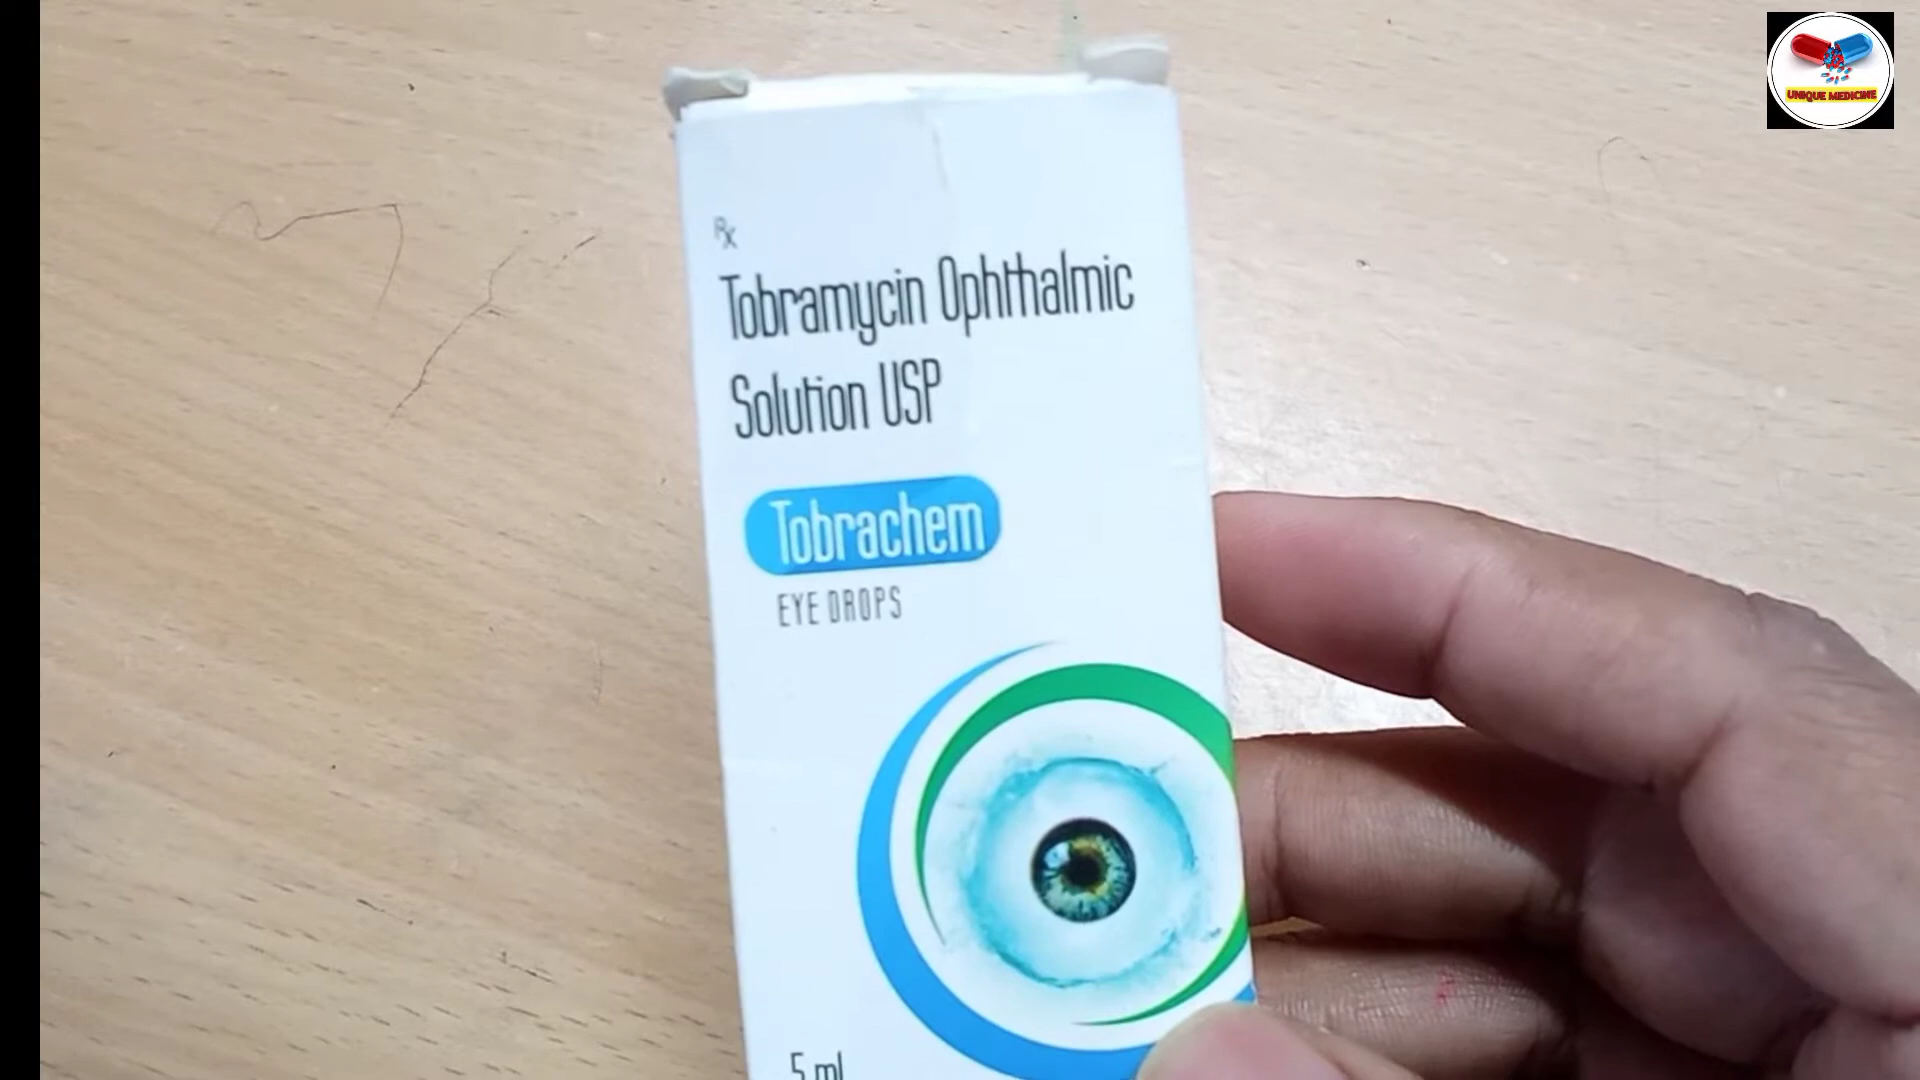 UNIQUE MEDICINE
Rx
Tobramycin Ophthalmic
Solution USP
Tobrachem
EYE DROPS
5 ml